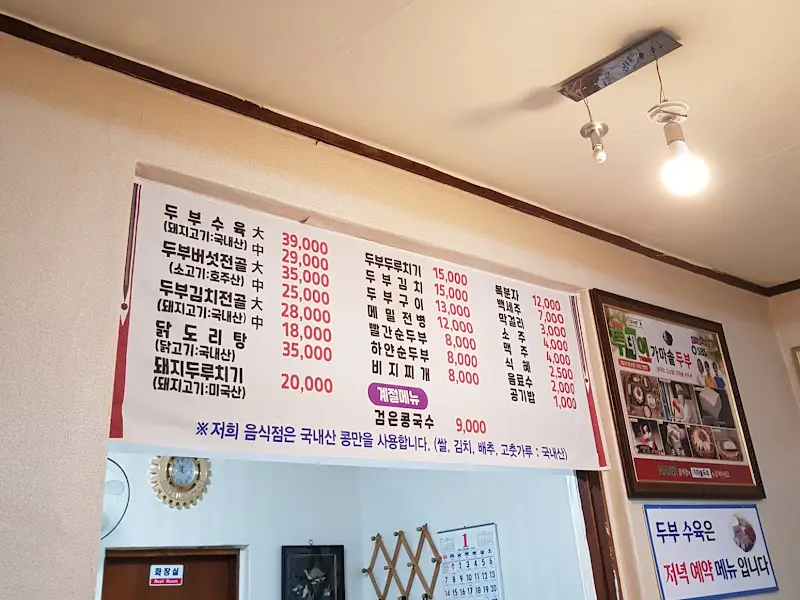 두부수육 大 39,000
(돼지고기:국내산) 中 29,000
두부버섯전골 大 35,000
(소고기:호주산) 中 25,000
두부김치전골 大 28,000
(돼지고기:국내산) 中 18,000
닭도리탕 35,000
(닭고기:국내산)
돼지두루치기 20,000
(돼지고기:미국산)
두부두루치기 15,000
두부김치 15,000
두부구이 13,000
메밀전병 12,000
빨간순두부 8,000
하얀순두부 8,000
비지찌개 8,000
계절메뉴
검은콩국수 9,000
복분자 12,000
백세주 7,000
막걸리 3,000
소주 4,000
맥주 4,000
식혜 2,500
음료수 2,000
공기밥 1,000
※저희 음식점은 국내산 콩만을 사용합니다. (쌀, 김치, 배추, 고춧가루 : 국내산)
가마솥두부
두부 수육은
저녁 예약 메뉴 입니다
화장실
Rest Room
1